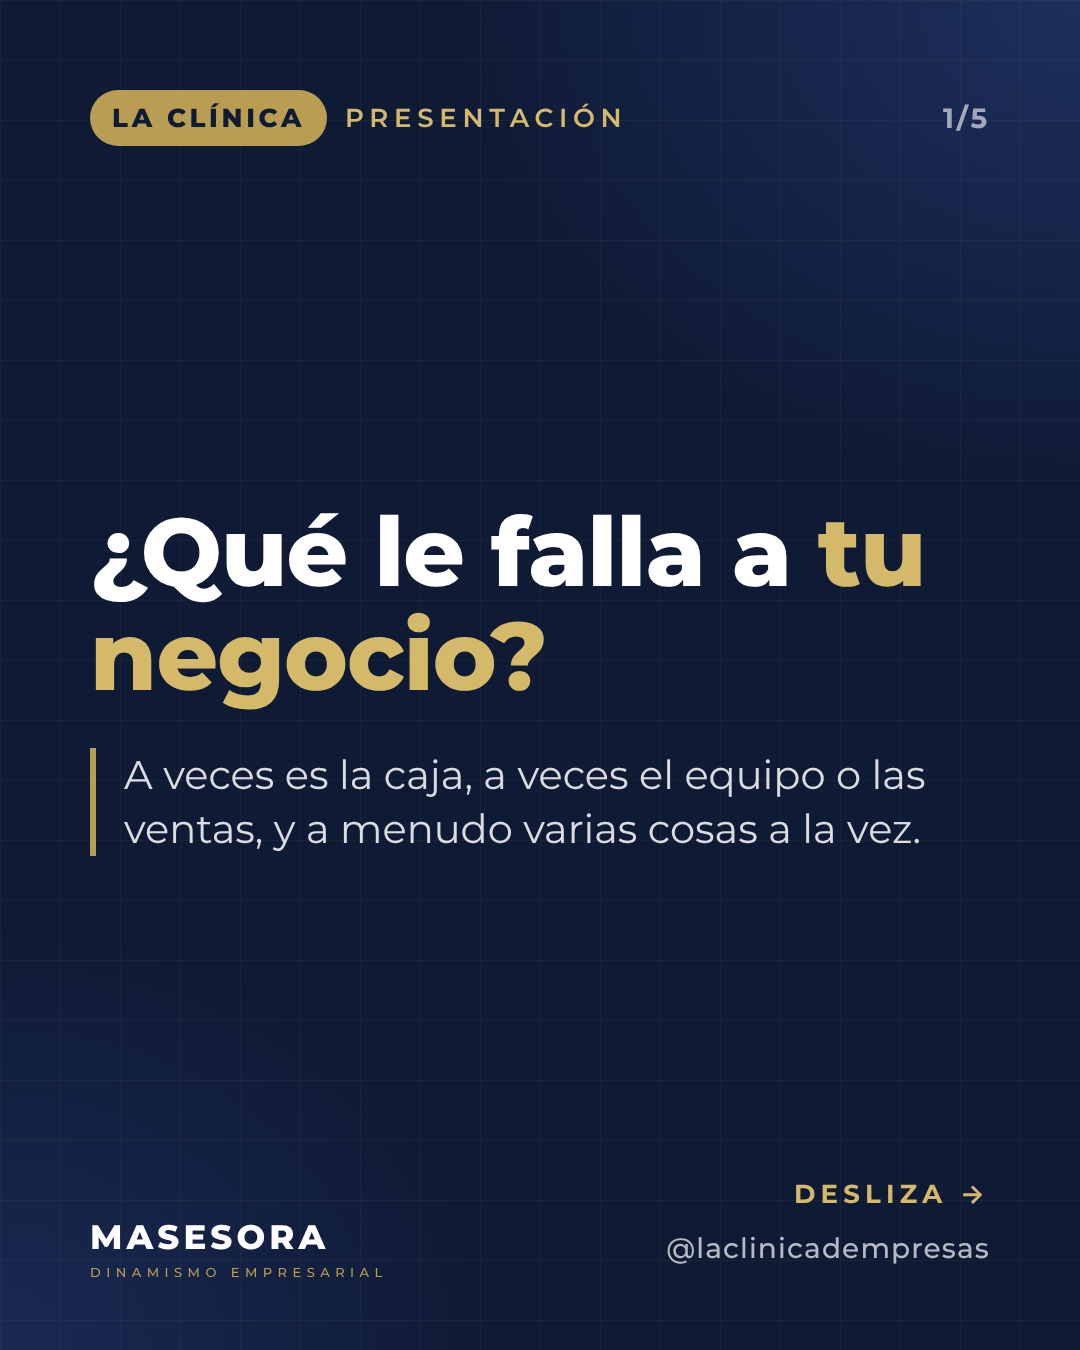 LA CLÍNICA PRESENTACIÓN 1/5
¿Qué le falla a tu
negocio?
A veces es la caja, a veces el equipo o las
ventas, y a menudo varias cosas a la vez.
DESLIZA →
MASESORA
@laclinicadempresas
DINAMISMO EMPRESARIAL